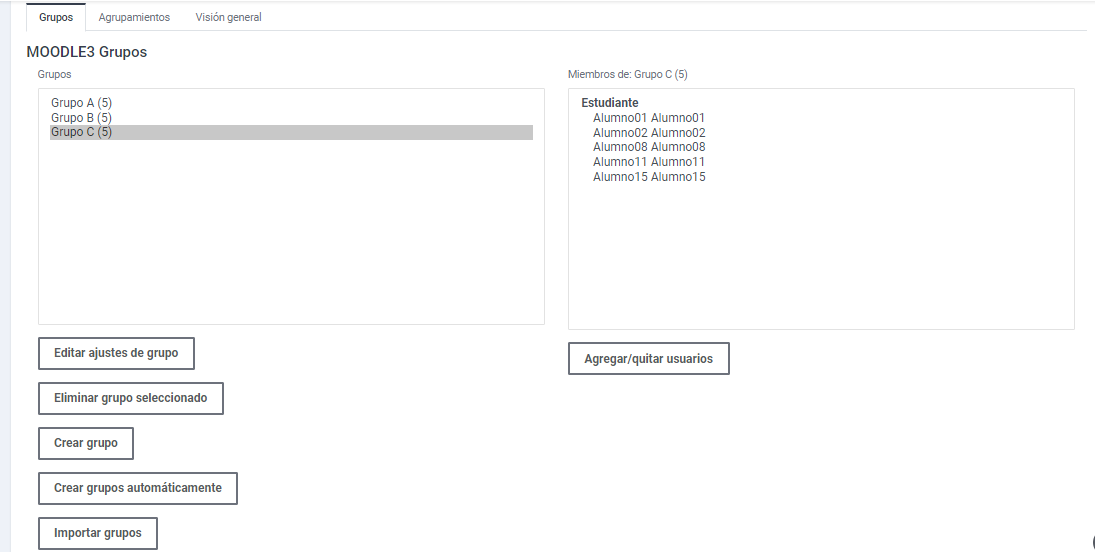 Grupos
Agrupamientos
Visión general
MOODLE3 Grupos
Grupos
Grupo A (5)
Grupo B (5)
Grupo C (5)
Editar ajustes de grupo
Eliminar grupo seleccionado
Crear grupo
Crear grupos automáticamente
Importar grupos
Miembros de: Grupo C (5)
Estudiante
Alumno01 Alumno01
Alumno02 Alumno02
Alumno08 Alumno08
Alumno11 Alumno11
Alumno15 Alumno15
Agregar/quitar usuarios